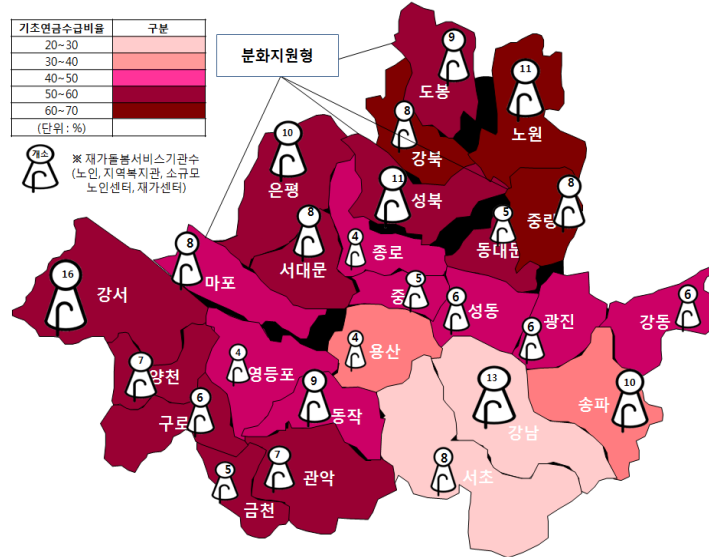 기초연금수급비율 구분
20~30
30~40
40~50
50~60
60~70
(단위 : %)
개소
※ 재가돌봄서비스기관수
(노인, 지역복지관, 소규모
노인센터, 재가센터)
분화지원형
9
도봉
11
노원
8
강북
10
은평
11
성북
8
중랑
5
동대문
8
서대문
4
종로
8
마포
16
강서
5
중
6
성동
6
광진
6
강동
4
용산
4
영등포
7
양천
6
구로
9
동작
13
강남
10
송파
8
서초
7
관악
5
금천